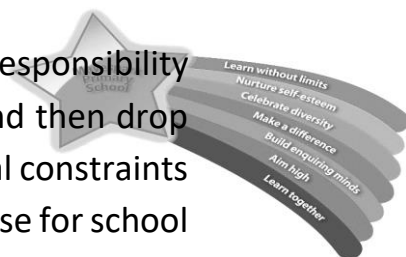 esponsibility
nd then drop
al constraints
se for school
Primary
School
Learn without limits
Nurture self-esteem
Celebrate diversity
Make a difference
Build enquiring minds
Aim high
Learn together